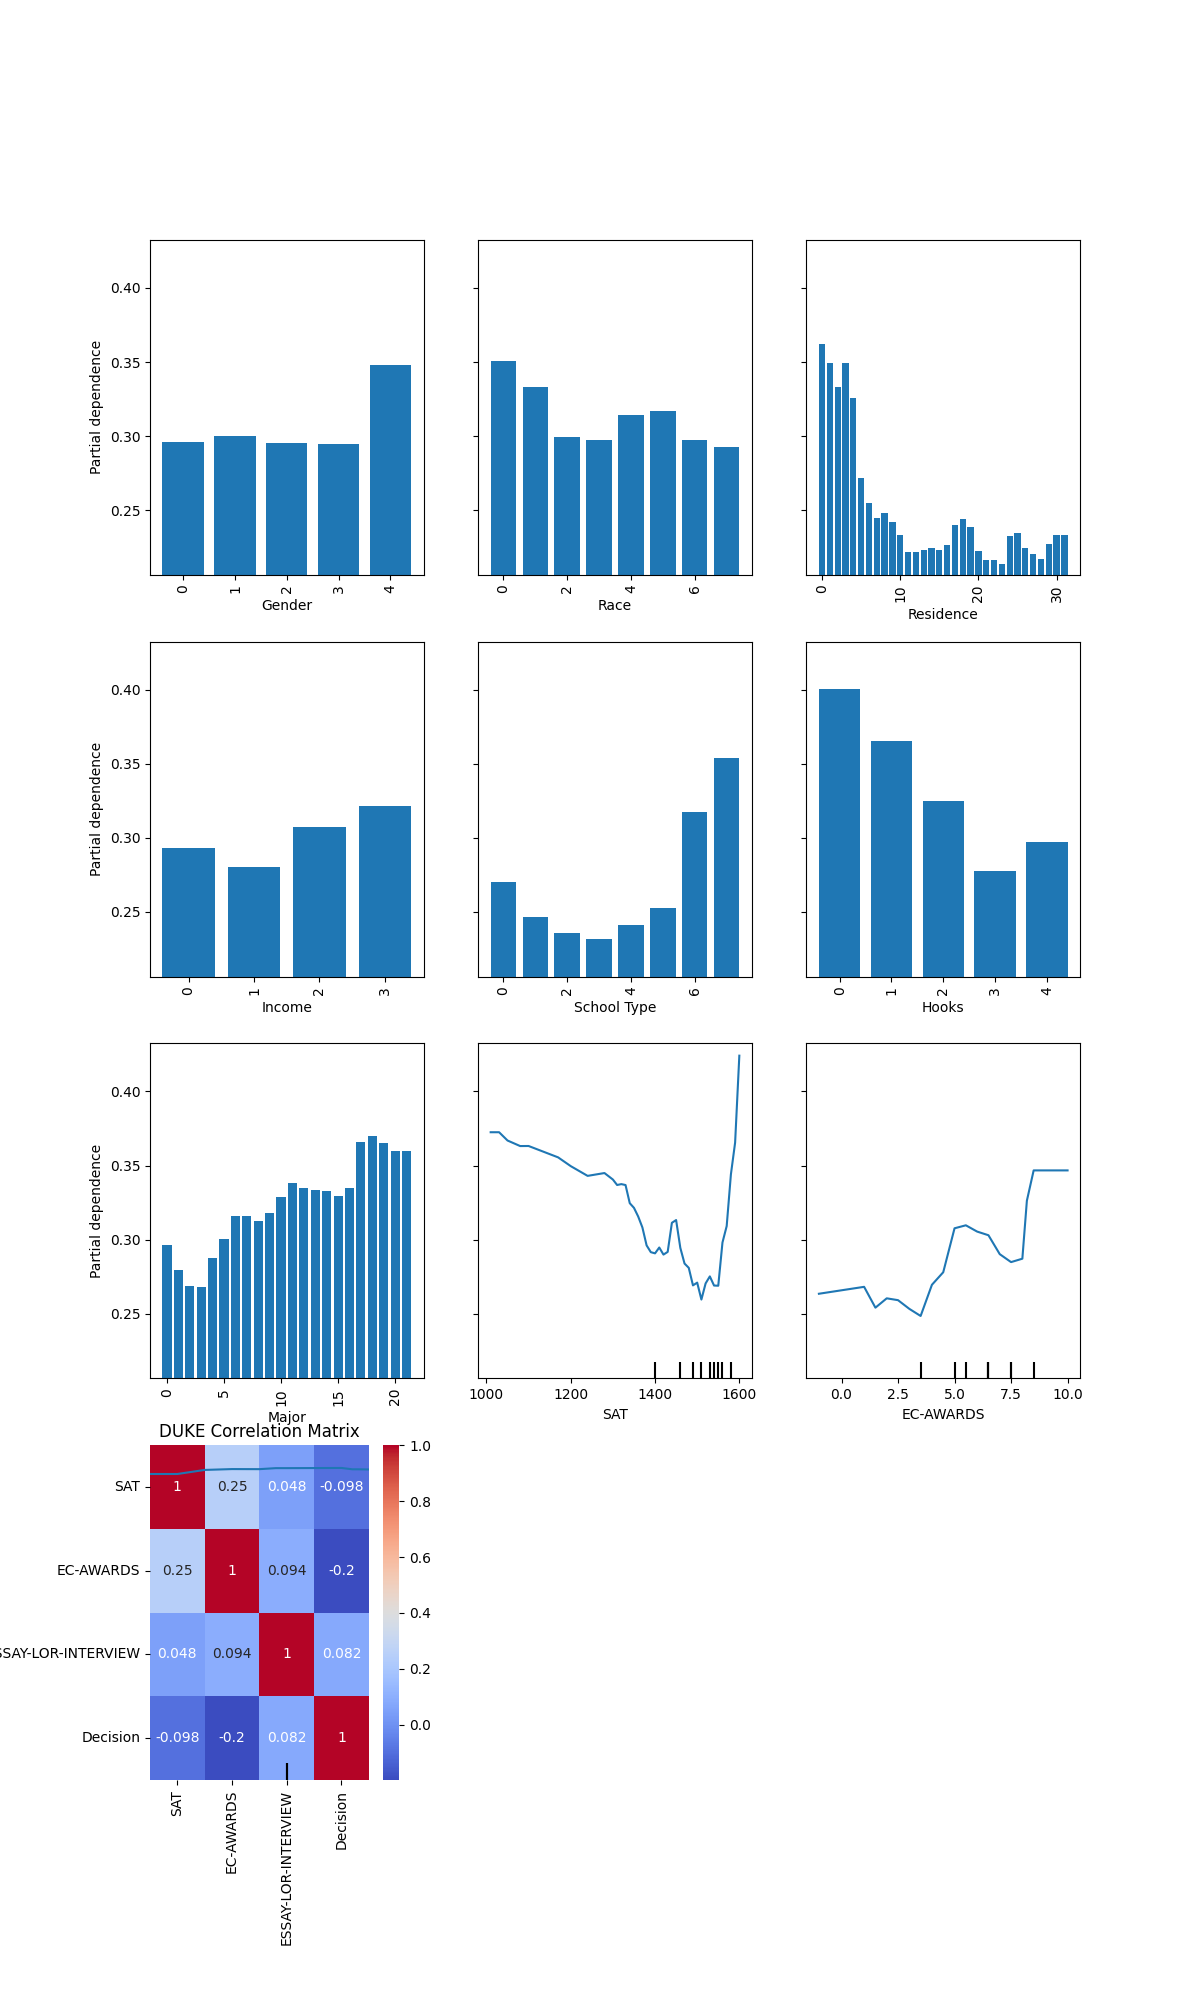 0.40
0.35
0.30
0.25
Partial dependence
0 1 2 3 4
Gender
0 2 4 6
Race
0 10 20 30
Residence
0.40
0.35
0.30
0.25
Partial dependence
0 1 2 3
Income
0 2 4 6
School Type
0 1 2 3 4
Hooks
0.40
0.35
0.30
0.25
Partial dependence
0 5 10 15 20
Major
1000 1200 1400 1600
SAT
0.0 2.5 5.0 7.5 10.0
EC-AWARDS
DUKE Correlation Matrix
SAT 1 0.25 0.048 -0.098
EC-AWARDS 0.25 1 0.094 -0.2
SSAY-LOR-INTERVIEW 0.048 0.094 1 0.082
Decision -0.098 -0.2 0.082 1
SAT EC-AWARDS ESSAY-LOR-INTERVIEW Decision
1.0
0.8
0.6
0.4
0.2
0.0